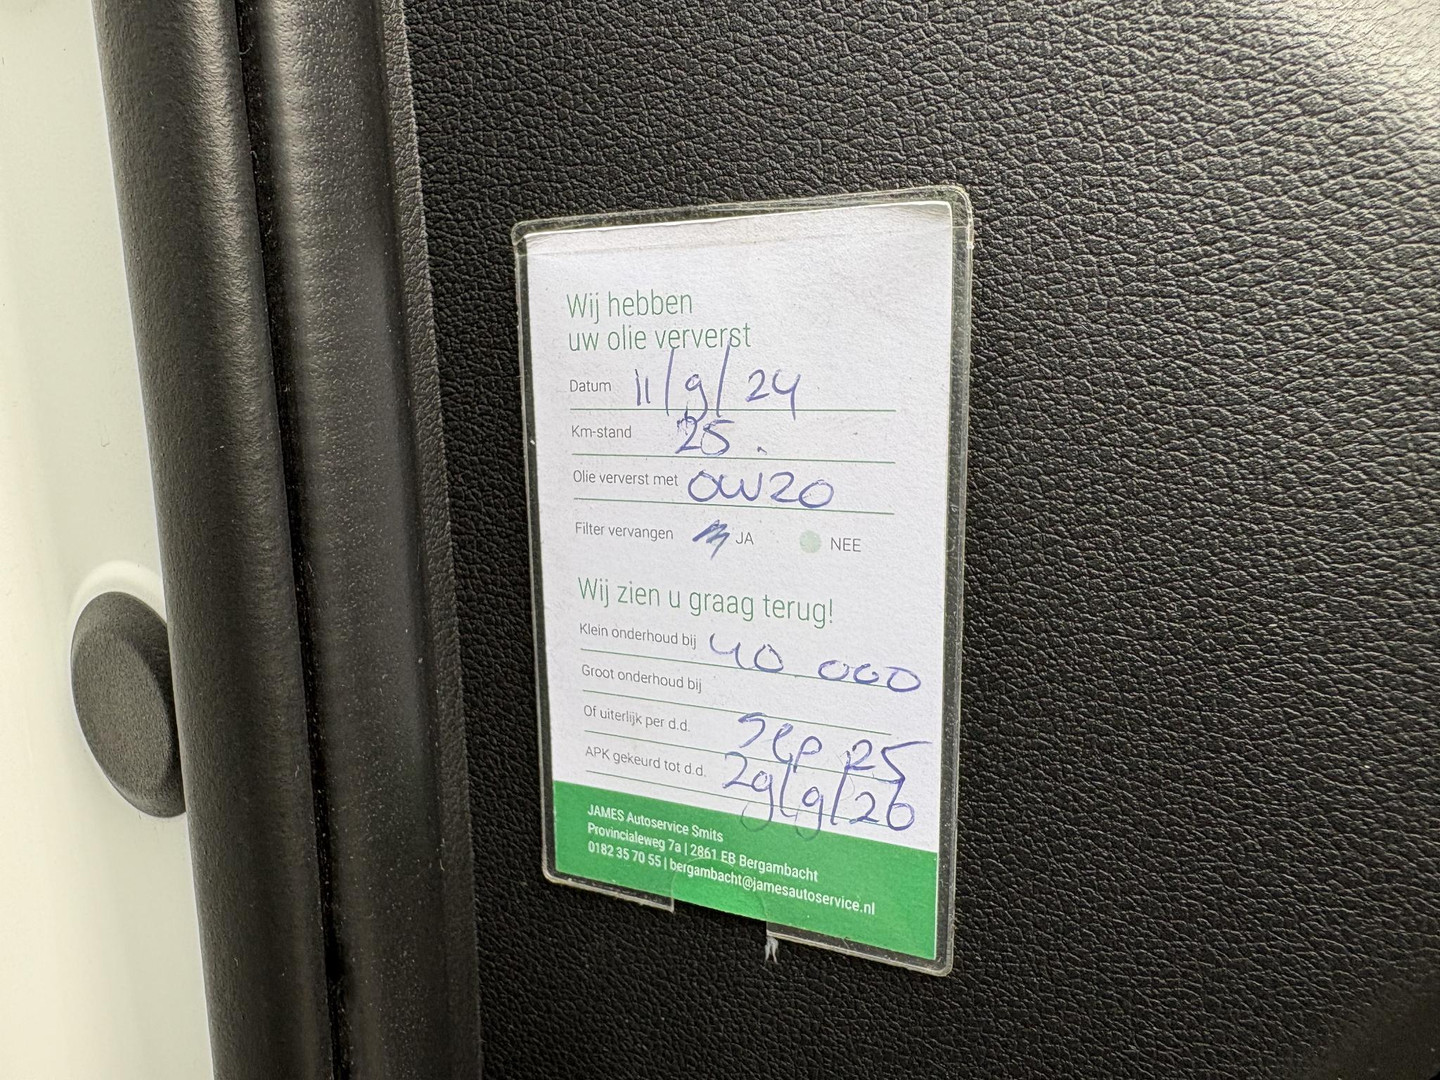 Wij hebben
uw olie ververst
Datum 11/9/24
Km-stand 25.
Olie ververst met 0W20
Filter vervangen JA NEE
Wij zien u graag terug!
Klein onderhoud bij 40 000
Groot onderhoud bij
Of uiterlijk per d.d. Sep 25
APK gekeurd tot d.d. 29/9/26
JAMES Autoservice Smits
Provincialeweg 7a | 2861 EB Bergambacht
0182 35 70 55 | bergambacht@jamesautoservice.nl